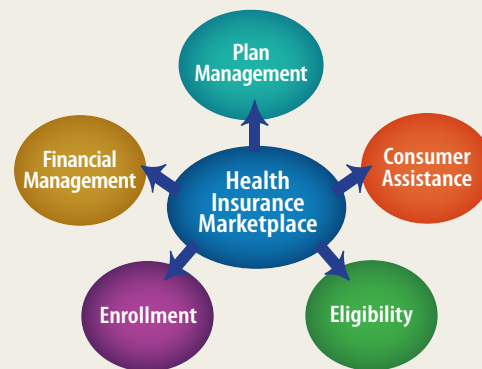 Plan
Management
Financial
Management
Consumer
Assistance
Health
Insurance
Marketplace
Enrollment
Eligibility